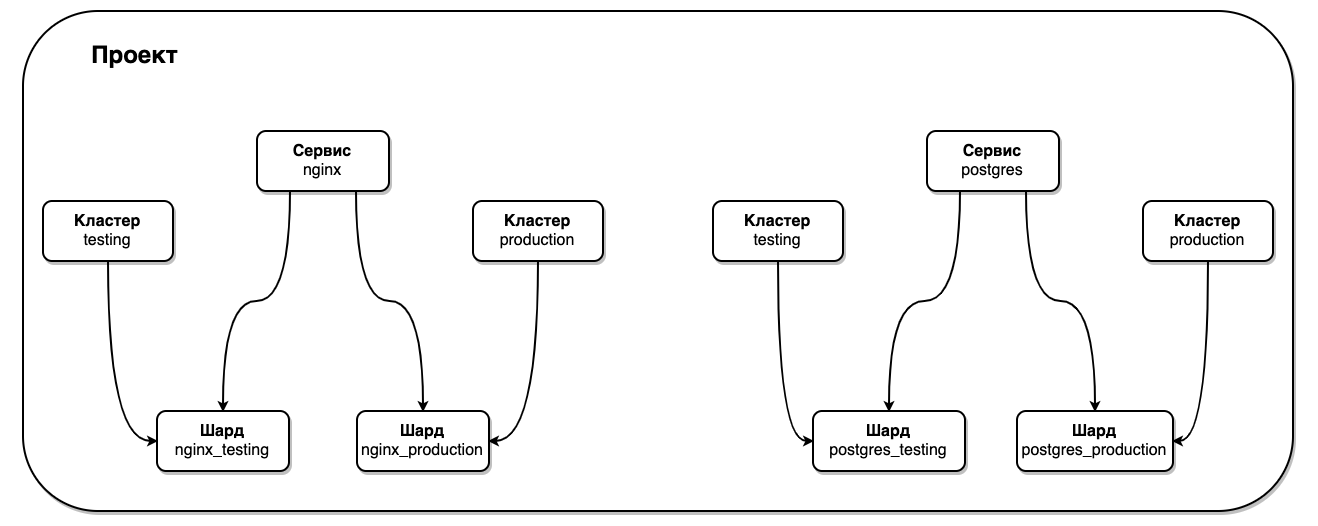 Проект
Сервис
nginx
Сервис
postgres
Кластер
testing
Кластер
production
Кластер
testing
Кластер
production
Шард
nginx_testing
Шард
nginx_production
Шард
postgres_testing
Шард
postgres_production